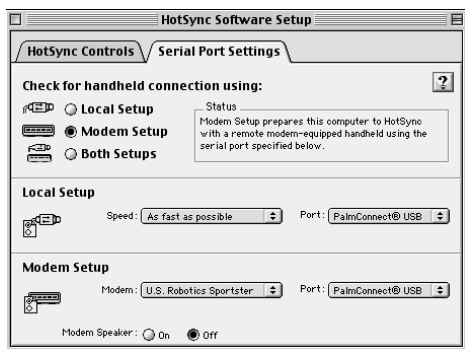 HotSync Software Setup
HotSync Controls Serial Port Settings
Check for handheld connection using:
?
Local Setup
Modem Setup
Both Setups
Status
Modem Setup prepares this computer to HotSync
with a remote modem-equipped handheld using the
serial port specified below.
Local Setup
Speed: As fast as possible Port: PalmConnect® USB
Modem Setup
Modem: U.S. Robotics Sportster Port: PalmConnect® USB
Modem Speaker: On Off